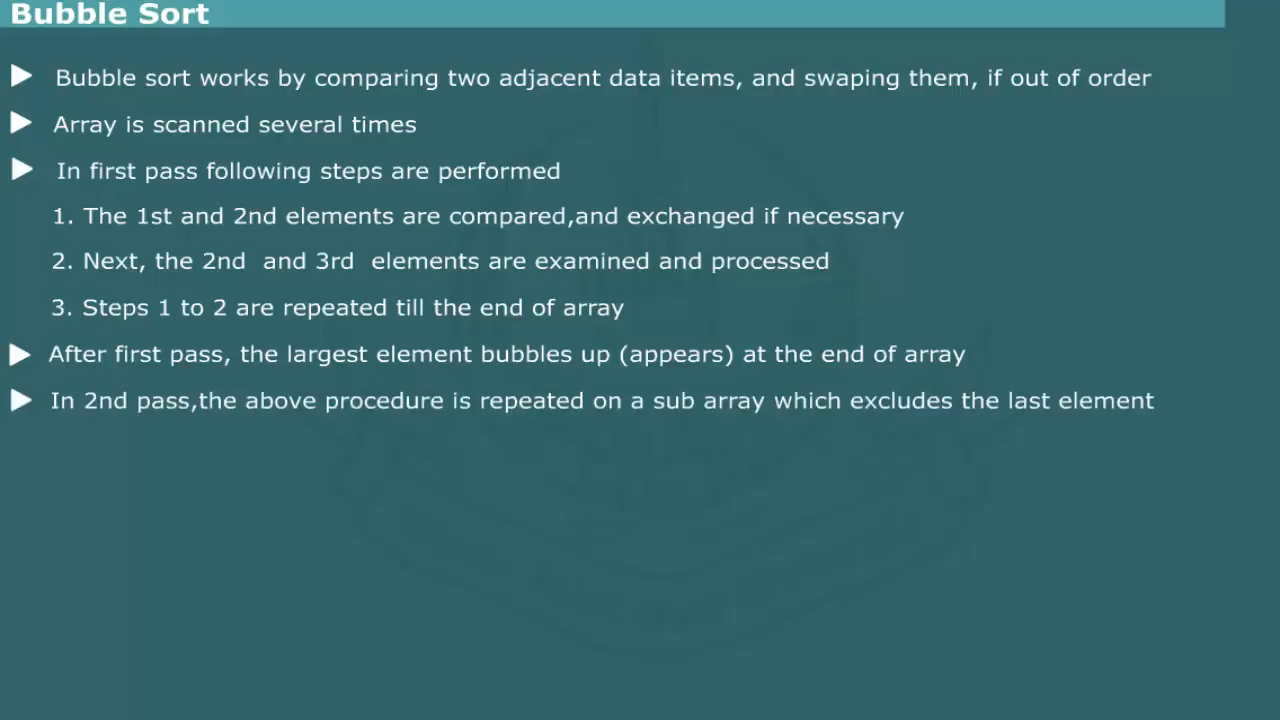 Bubble Sort
Bubble sort works by comparing two adjacent data items, and swaping them, if out of order
Array is scanned several times
In first pass following steps are performed
1. The 1st and 2nd elements are compared,and exchanged if necessary
2. Next, the 2nd and 3rd elements are examined and processed
3. Steps 1 to 2 are repeated till the end of array
After first pass, the largest element bubbles up (appears) at the end of array
In 2nd pass,the above procedure is repeated on a sub array which excludes the last element